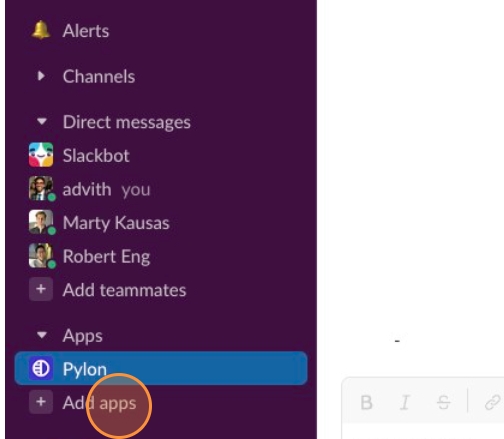 Alerts
Channels
Direct messages
Slackbot
advith you
Marty Kausas
Robert Eng
+ Add teammates
Apps
Pylon
+ Add apps
-
B I S